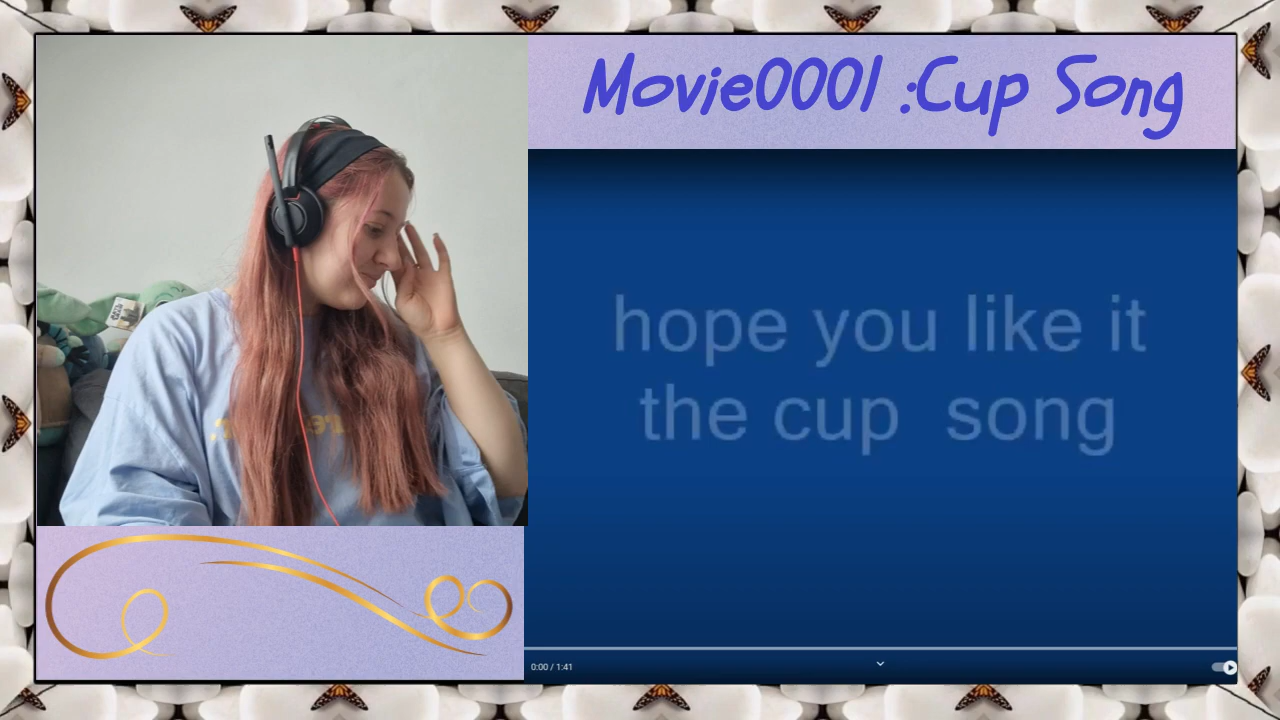 Movie0001 :Cup Song
hope you like it
the cup song
0:00 / 1:41